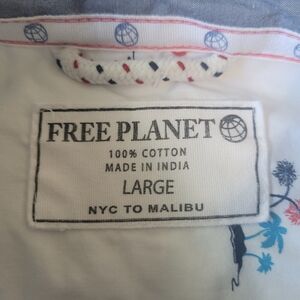 FREE PLANET
100% COTTON
MADE IN INDIA
LARGE
NYC TO MALIBU